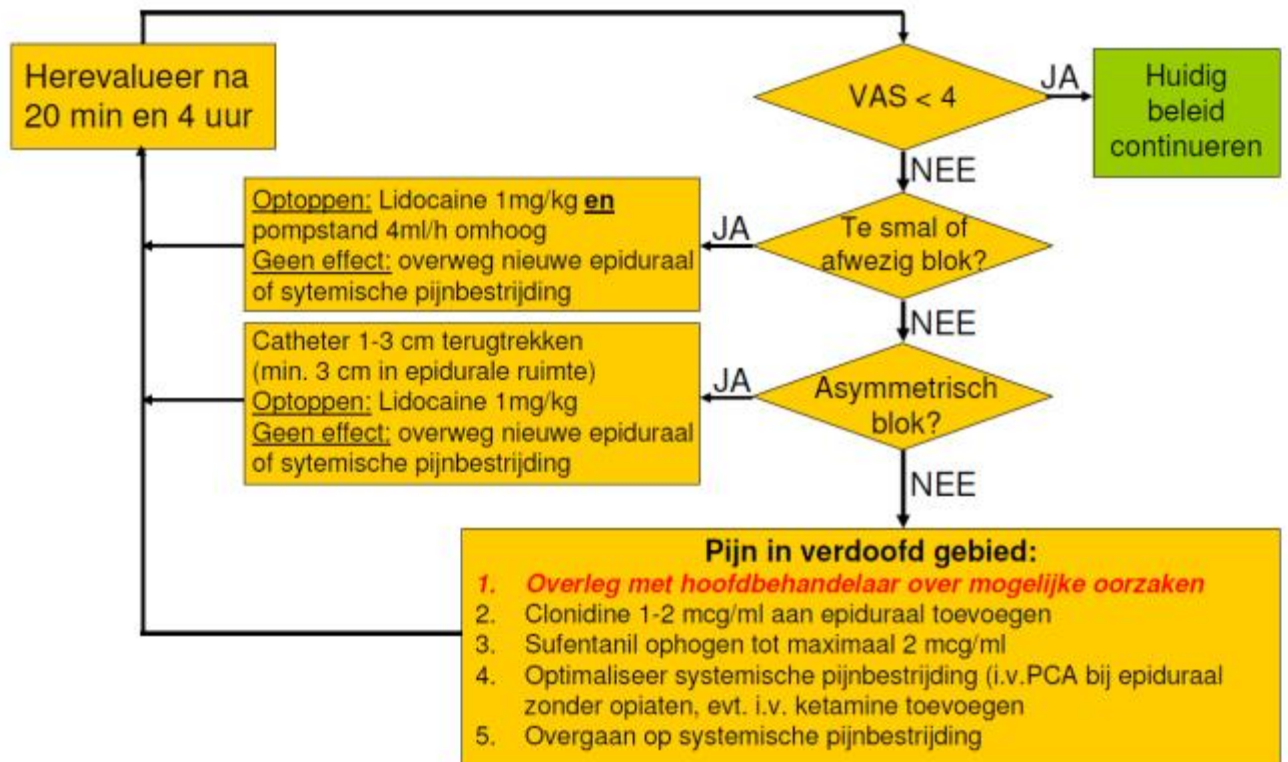 Herevalueer na
20 min en 4 uur
VAS < 4
JA
Huidig
beleid
continueren
NEE
Te smal of
afwezig blok?
JA
Optoppen: Lidocaine 1mg/kg en
pompstand 4ml/h omhoog
Geen effect: overweg nieuwe epiduraal
of sytemische pijnbestrijding
NEE
Asymmetrisch
blok?
JA
Catheter 1-3 cm terugtrekken
(min. 3 cm in epidurale ruimte)
Optoppen: Lidocaine 1mg/kg
Geen effect: overweg nieuwe epiduraal
of sytemische pijnbestrijding
NEE
Pijn in verdoofd gebied:
1. Overleg met hoofdbehandelaar over mogelijke oorzaken
2. Clonidine 1-2 mcg/ml aan epiduraal toevoegen
3. Sufentanil ophogen tot maximaal 2 mcg/ml
4. Optimaliseer systemische pijnbestrijding (i.v.PCA bij epiduraal
zonder opiaten, evt. i.v. ketamine toevoegen
5. Overgaan op systemische pijnbestrijding